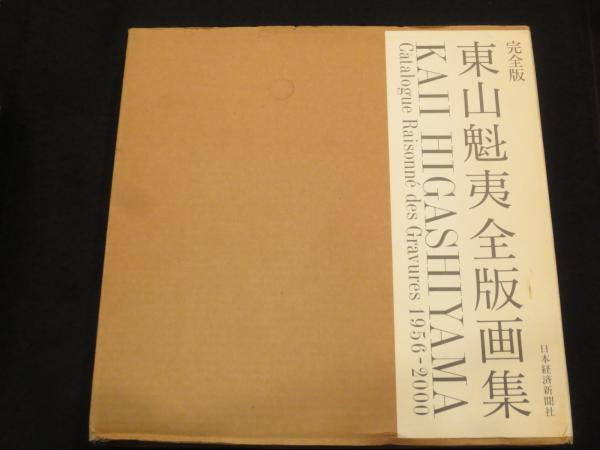 完全版
東山魁夷全版画集
KAII HIGASHIYAMA
Catalogue Raisonné des Gravures 1956-2000
日本経済新聞社